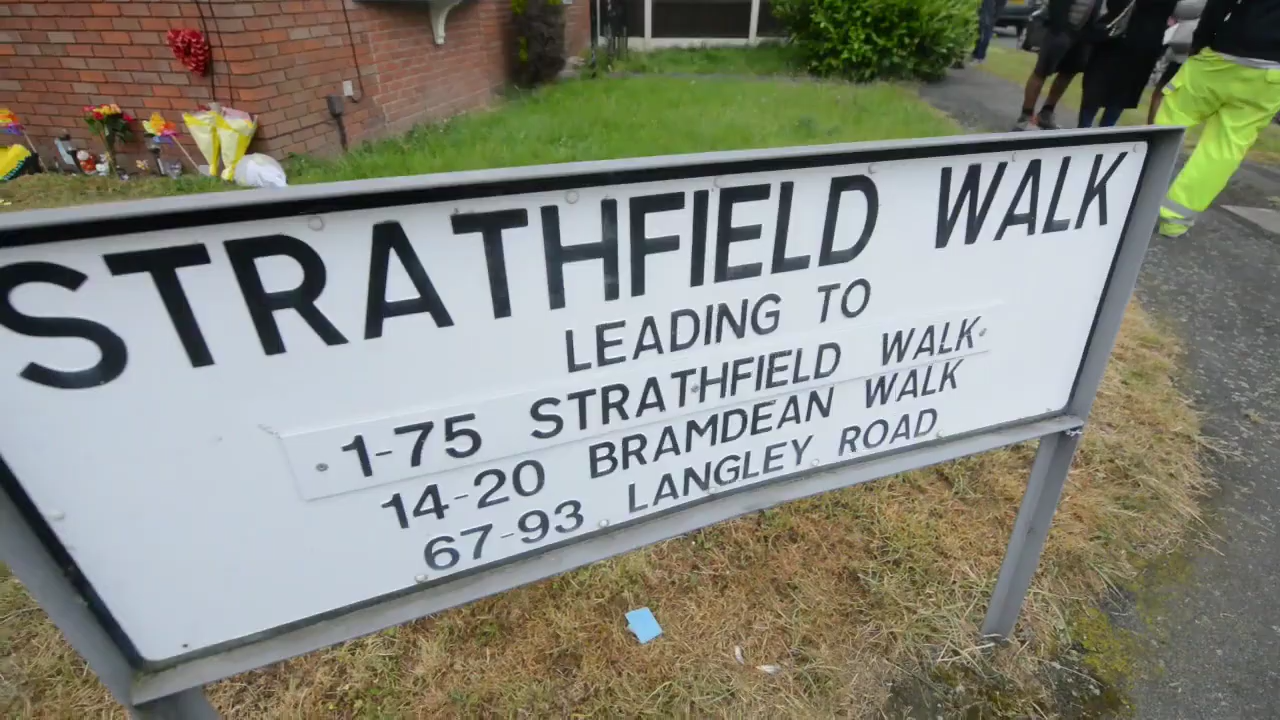 STRATHFIELD WALK
LEADING TO
1-75 STRATHFIELD WALK
14-20 BRAMDEAN WALK
67-93 LANGLEY ROAD